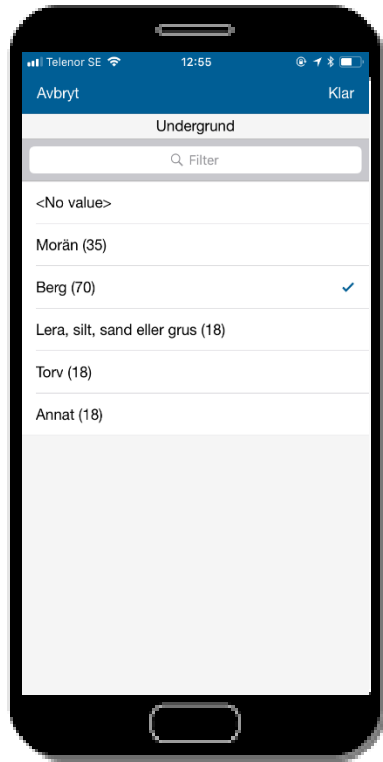 Telenor SE 12:55
Avbryt Klar
Undergrund
Filter
<No value>
Morän (35)
Berg (70)
Lera, silt, sand eller grus (18)
Torv (18)
Annat (18)